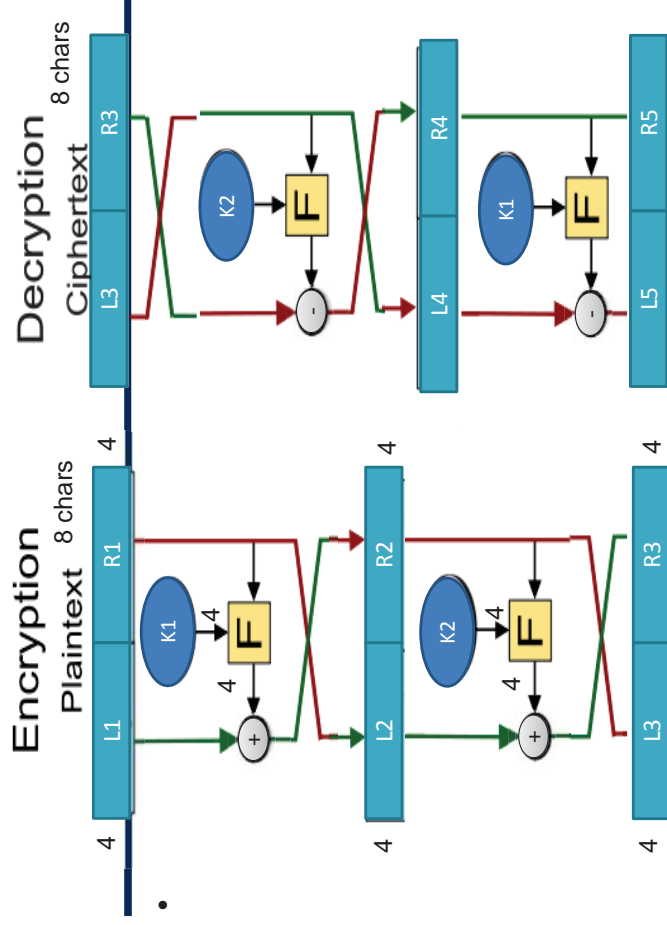 Encryption
Plaintext 8 chars
4 L1 R1 4
K1
4
F
4
+
4 L2 R2 4
K2
4
F
4
+
4 L3 R3 4
Decryption
Ciphertext 8 chars
L3 R3
K2
F
-
L4 R4
K1
F
-
L5 R5